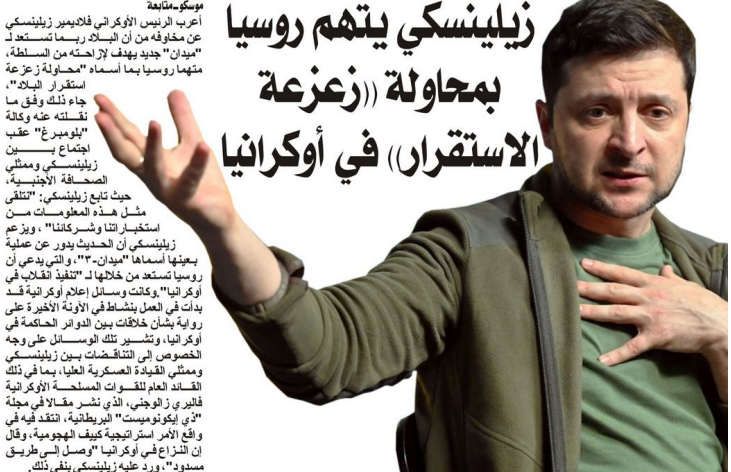 زيلينسكي يتهم روسيا
بمحاولة ((زعزعة
الاستقرار)) في أوكرانيا
موسكو-متابعة
أعرب الرئيس الأوكراني فلاديمير زيلينسكي
عن مخاوفه من أن البلاد ربما تستعد لـ
"ميدان" جديد يهدف لإزاحته من السلطة،
متهما روسيا بما أسماه "محاولة زعزعة
استقرار البلاد"،
جاء ذلك وفق ما
نقلته عنه وكالة
"بلومبرغ" عقب
اجتماع بين
زيلينسكي وممثلي
الصحافة الأجنبية،
حيث تابع زيلينسكي: "نتلقى
مثل هذه المعلومات من
استخباراتنا وشركائنا" ، ويزعم
زيلينسكي أن الحديث يدور عن عملية
بعينها أسماها "ميدان-٣"، والتي يدعي أن
روسيا تستعد من خلالها لـ "تنفيذ انقلاب في
أوكرانيا".وكانت وسائل إعلام أوكرانية قد
بدأت في العمل بنشاط في الآونة الأخيرة على
رواية بشأن خلافات بين الدوائر الحاكمة في
أوكرانيا، وتشير تلك الوسائل على وجه
الخصوص إلى التناقضات بين زيلينسكي
وممثلي القيادة العسكرية العليا، بما في ذلك
القائد العام للقوات المسلحة الأوكرانية
فاليري زالوجني، الذي نشر مقالا في مجلة
"ذي إيكونوميست" البريطانية، انتقد فيه في
واقع الأمر استراتيجية كييف الهجومية، وقال
إن النزاع في أوكرانيا "وصل إلى طريق
مسدود"، ورد عليه زيلينسكي بنفي ذلك.